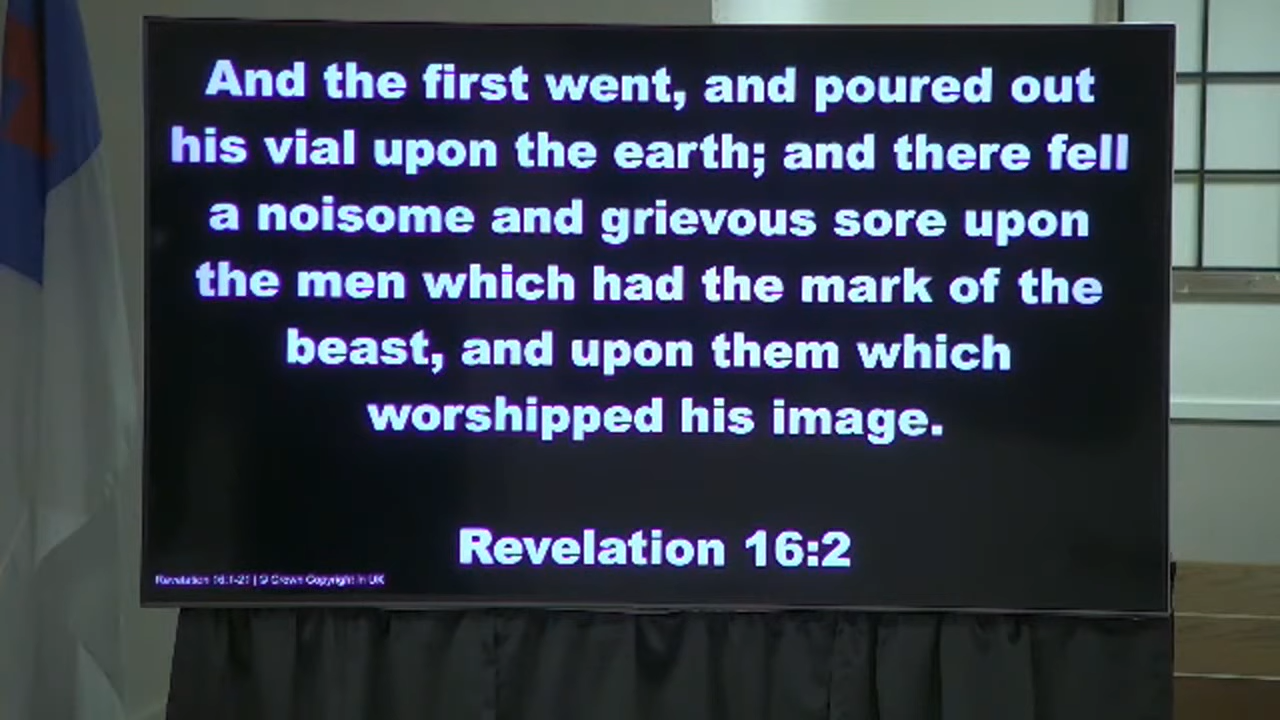 And the first went, and poured out
his vial upon the earth; and there fell
a noisome and grievous sore upon
the men which had the mark of the
beast, and upon them which
worshipped his image.
Revelation 16:2
Revelation 16:1-21 | © Crown Copyright in UK